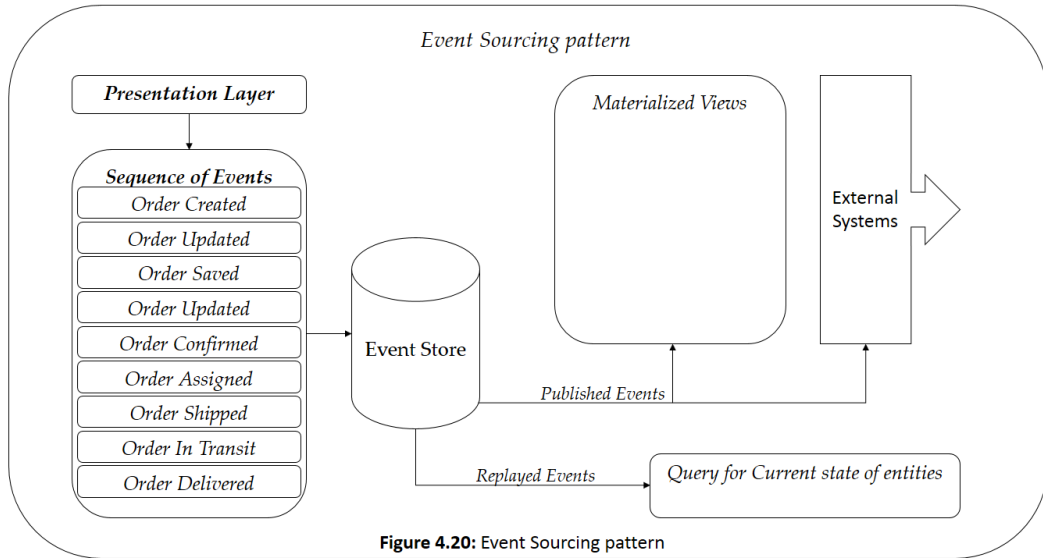 Event Sourcing pattern
Presentation Layer
Sequence of Events
Order Created
Order Updated
Order Saved
Order Updated
Order Confirmed
Order Assigned
Order Shipped
Order In Transit
Order Delivered
Event Store
Materialized Views
External
Systems
Published Events
Replayed Events
Query for Current state of entities
Figure 4.20: Event Sourcing pattern